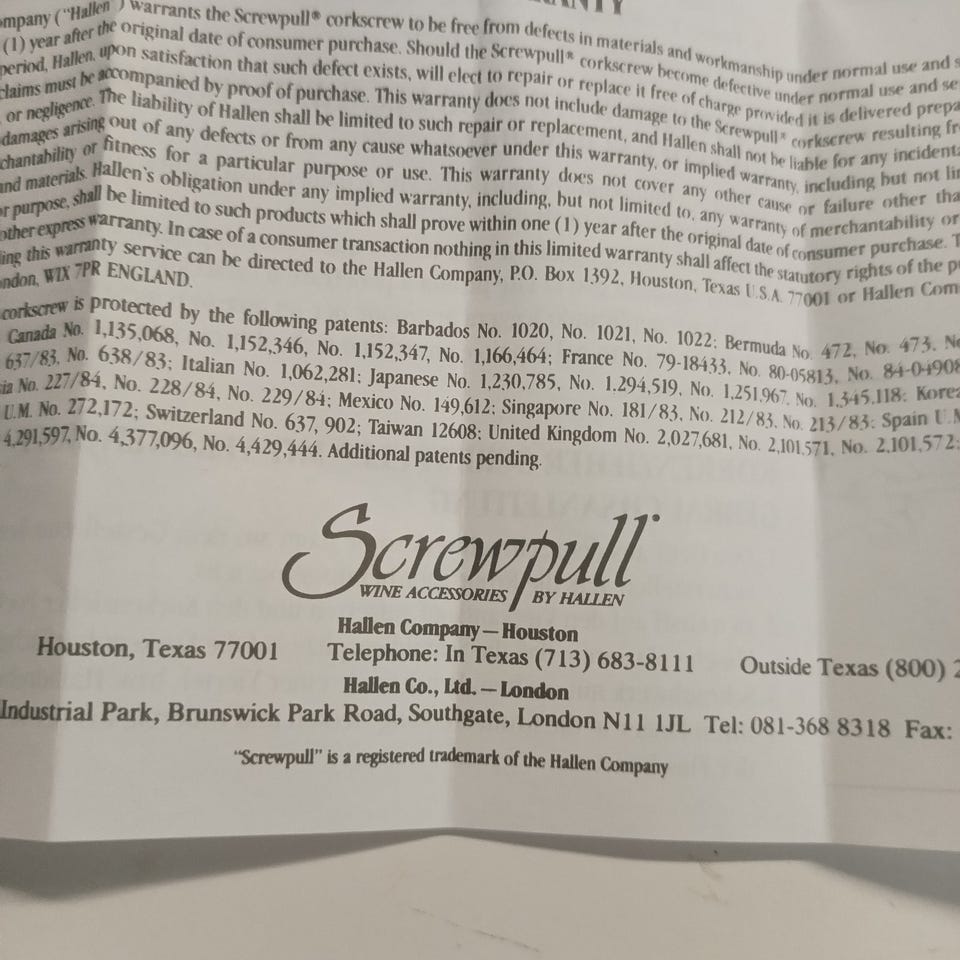 ompany ("Hallen") warrants the Screwpull® corkscrew to be free from defects in materials and workmanship under normal use and s
(1) year after the original date of consumer purchase. Should the Screwpull® corkscrew become defective under normal use and se
period, Hallen, upon satisfaction that such defect exists, will elect to repair or replace it free of charge provided it is delivered prepa
claims must be accompanied by proof of purchase. This warranty does not include damage to the Screwpull® corkscrew resulting fr
, or negligence. The liability of Hallen shall be limited to such repair or replacement, and Hallen shall not be liable for any incident
damages arising out of any defects or from any cause whatsoever under this warranty, or implied warranty, including but not li
chantability or fitness for a particular purpose or use. This warranty does not cover any other cause or failure other tha
and materials. Hallen's obligation under any implied warranty, including, but not limited to, any warranty of merchantability or
or purpose, shall be limited to such products which shall prove within one (1) year after the original date of consumer purchase. T
other express warranty. In case of a consumer transaction nothing in this limited warranty shall affect the statutory rights of the p
ing this warranty service can be directed to the Hallen Company, P.O. Box 1392, Houston, Texas U.S.A. 77001 or Hallen Com
ndon, W1X 7PR ENGLAND.
corkscrew is protected by the following patents: Barbados No. 1020, No. 1021, No. 1022; Bermuda No. 472, No. 473, N
Canada No. 1,135,068, No. 1,152,346, No. 1,152,347, No. 1,166,464; France No. 79-18433, No. 80-05813, No. 84-04908
637/83, No. 638/83; Italian No. 1,062,281; Japanese No. 1,230,785, No. 1.294,519, No. 1,251,967, No. 1,345,118; Korea
ia No. 227/84, No. 228/84, No. 229/84; Mexico No. 149,612; Singapore No. 181/83, No. 212/83, No. 213/83; Spain U.M
U.M. No. 272,172; Switzerland No. 637, 902; Taiwan 12608; United Kingdom No. 2,027,681, No. 2,101,571, No. 2,101,572;
4,291,597, No. 4,377,096, No. 4,429,444. Additional patents pending.
Screwpull
WINE ACCESSORIES BY HALLEN
Hallen Company—Houston
Houston, Texas 77001 Telephone: In Texas (713) 683-8111 Outside Texas (800) 2
Hallen Co., Ltd.—London
Industrial Park, Brunswick Park Road, Southgate, London N11 1JL Tel: 081-368 8318 Fax:
"Screwpull" is a registered trademark of the Hallen Company